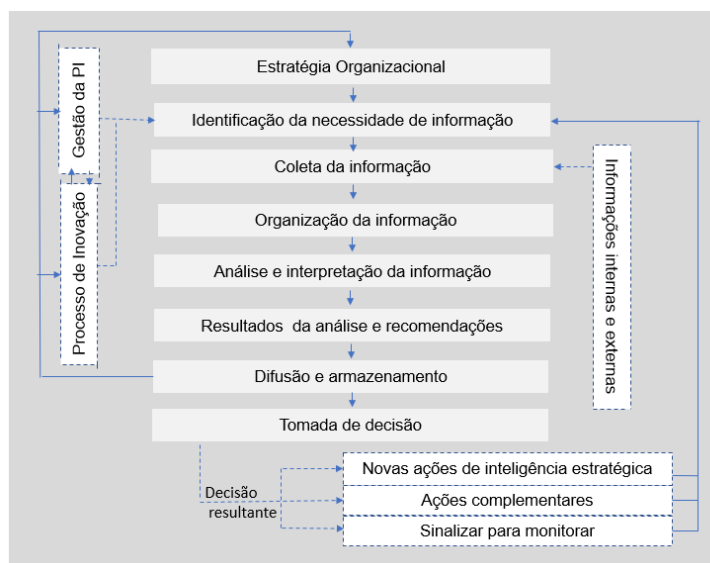 Estratégia Organizacional
Gestão da PI
Identificação da necessidade de informação
Coleta da informação
Informações internas e externas
Processo de Inovação
Organização da informação
Análise e interpretação da informação
Resultados da análise e recomendações
Difusão e armazenamento
Tomada de decisão
Decisão
resultante
Novas ações de inteligência estratégica
Ações complementares
Sinalizar para monitorar